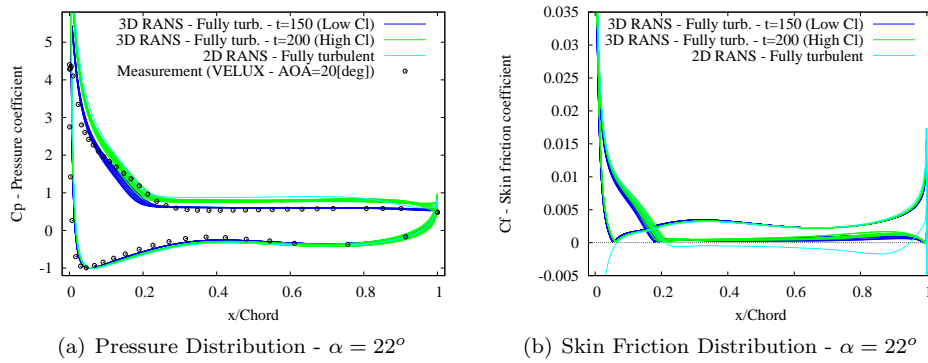 3D RANS - Fully turb. - t=150 (Low Cl)
3D RANS - Fully turb. - t=200 (High Cl)
2D RANS - Fully turbulent
Measurement (VELUX - AOA=20[deg])
Cp - Pressure coefficient
5
4
3
2
1
0
-1
0
0.2
0.4
0.6
0.8
1
x/Chord
(a) Pressure Distribution - α = 22°
3D RANS - Fully turb. - t=150 (Low Cl)
3D RANS - Fully turb. - t=200 (High Cl)
2D RANS - Fully turbulent
Cf - Skin friction coefficient
0.035
0.03
0.025
0.02
0.015
0.01
0.005
0
-0.005
0
0.2
0.4
0.6
0.8
1
x/Chord
(b) Skin Friction Distribution - α = 22°